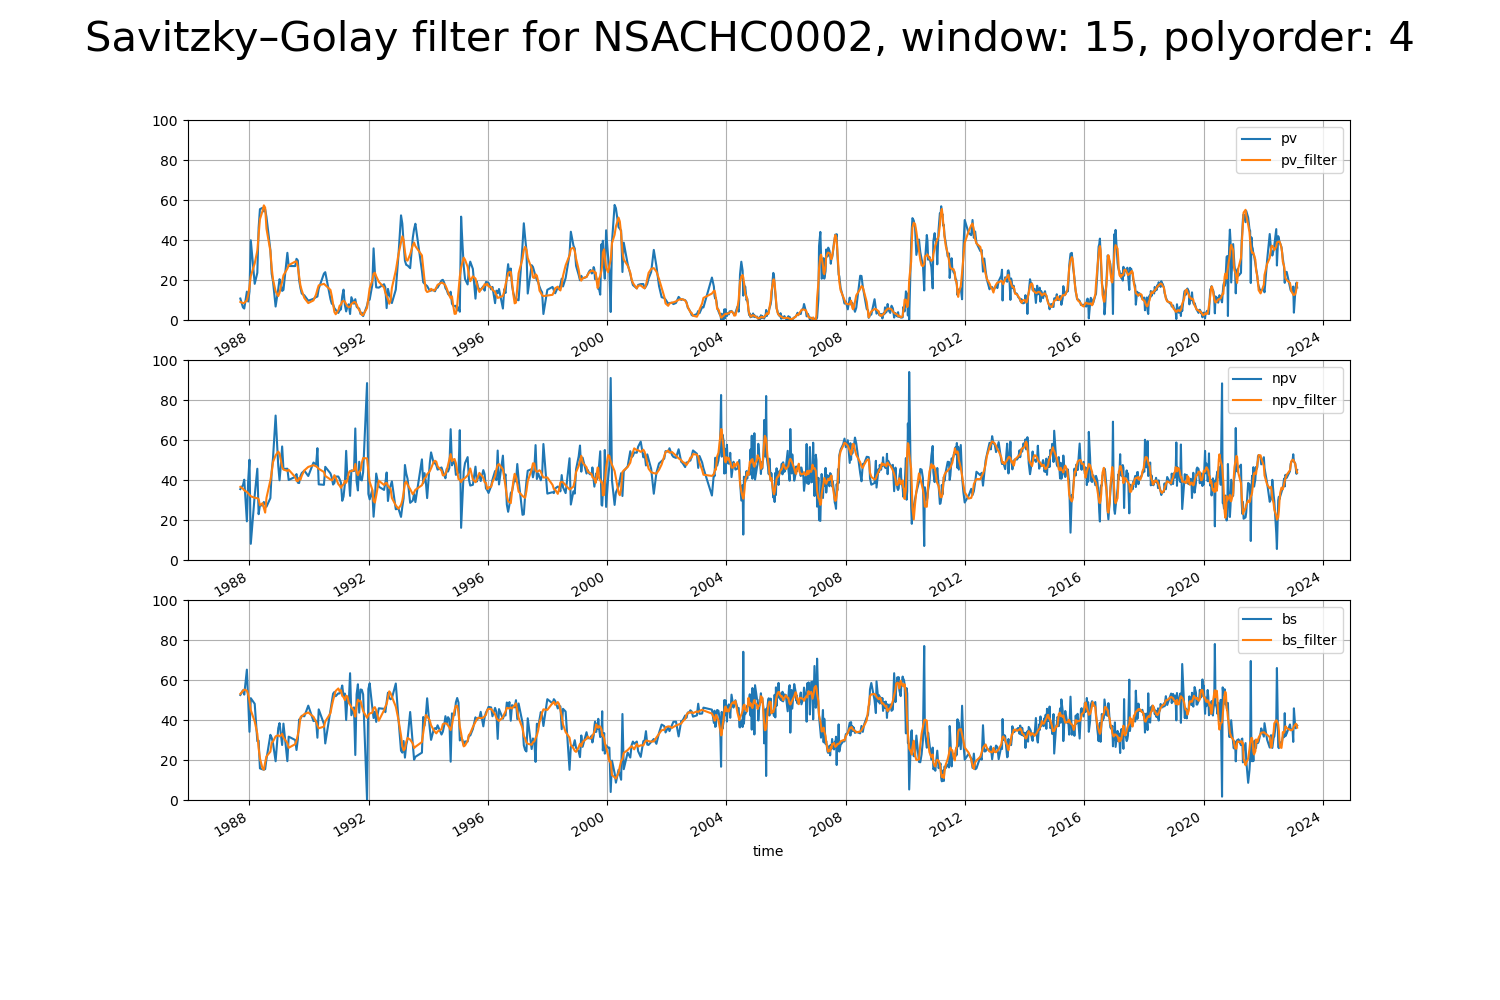 Savitzky–Golay filter for NSACHC0002, window: 15, polyorder: 4
100
80
60
40
20
0
pv
pv_filter
1988 1992 1996 2000 2004 2008 2012 2016 2020 2024
100
80
60
40
20
0
npv
npv_filter
1988 1992 1996 2000 2004 2008 2012 2016 2020 2024
100
80
60
40
20
0
bs
bs_filter
1988 1992 1996 2000 2004 2008 2012 2016 2020 2024
time